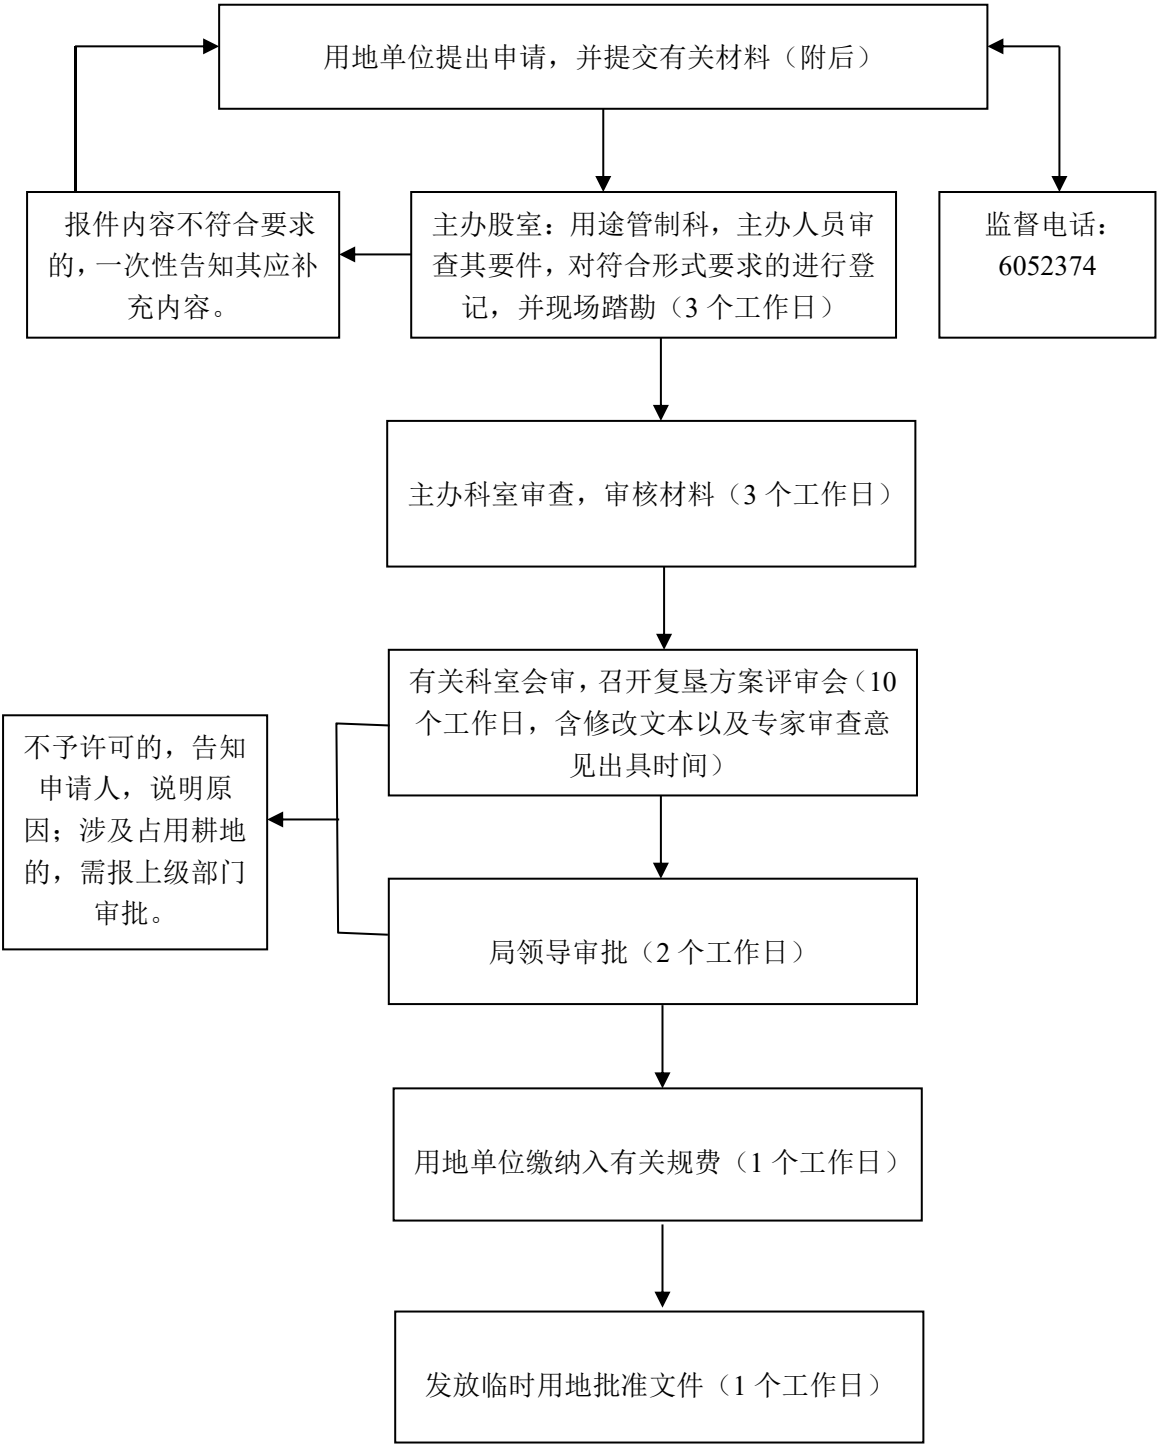 用地单位提出申请，并提交有关材料（附后）
报件内容不符合要求
的，一次性告知其应补
充内容。
主办股室：用途管制科，主办人员审
查其要件，对符合形式要求的进行登
记，并现场踏勘（3 个工作日）
监督电话：
6052374
主办科室审查，审核材料（3 个工作日）
有关科室会审，召开复垦方案评审会（10
个工作日，含修改文本以及专家审查意
见出具时间）
不予许可的，告知
申请人，说明原
因；涉及占用耕地
的，需报上级部门
审批。
局领导审批（2 个工作日）
用地单位缴纳入有关规费（1 个工作日）
发放临时用地批准文件（1 个工作日）